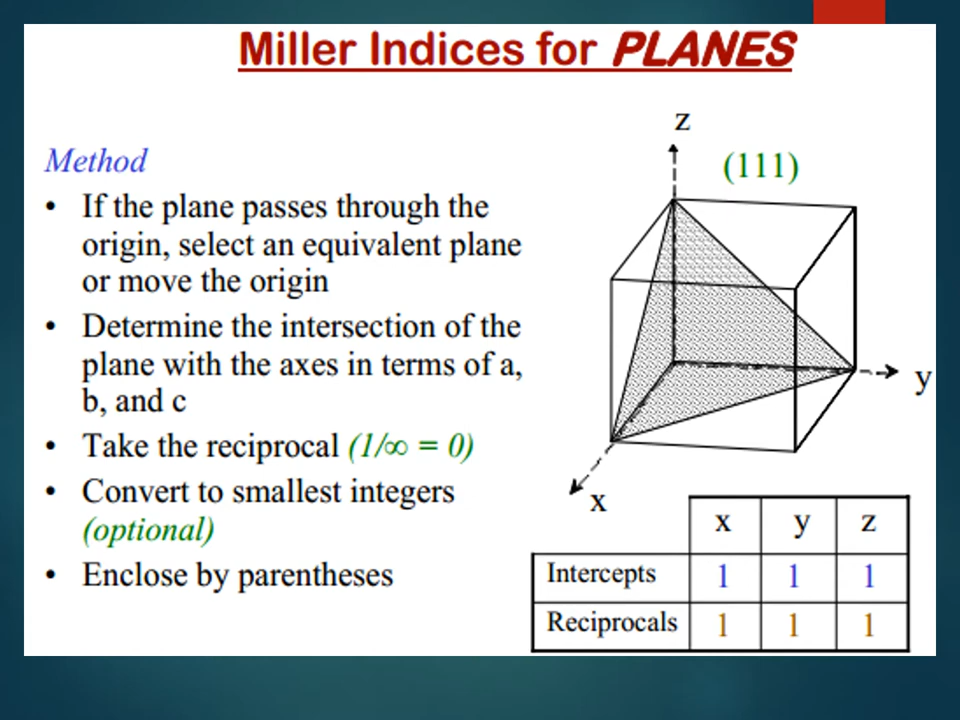 Miller Indices for PLANES
Method
• If the plane passes through the
origin, select an equivalent plane
or move the origin
• Determine the intersection of the
plane with the axes in terms of a,
b, and c
• Take the reciprocal (1/∞ = 0)
• Convert to smallest integers
(optional)
• Enclose by parentheses
z
(111)
y
x
x y z
Intercepts 1 1 1
Reciprocals 1 1 1